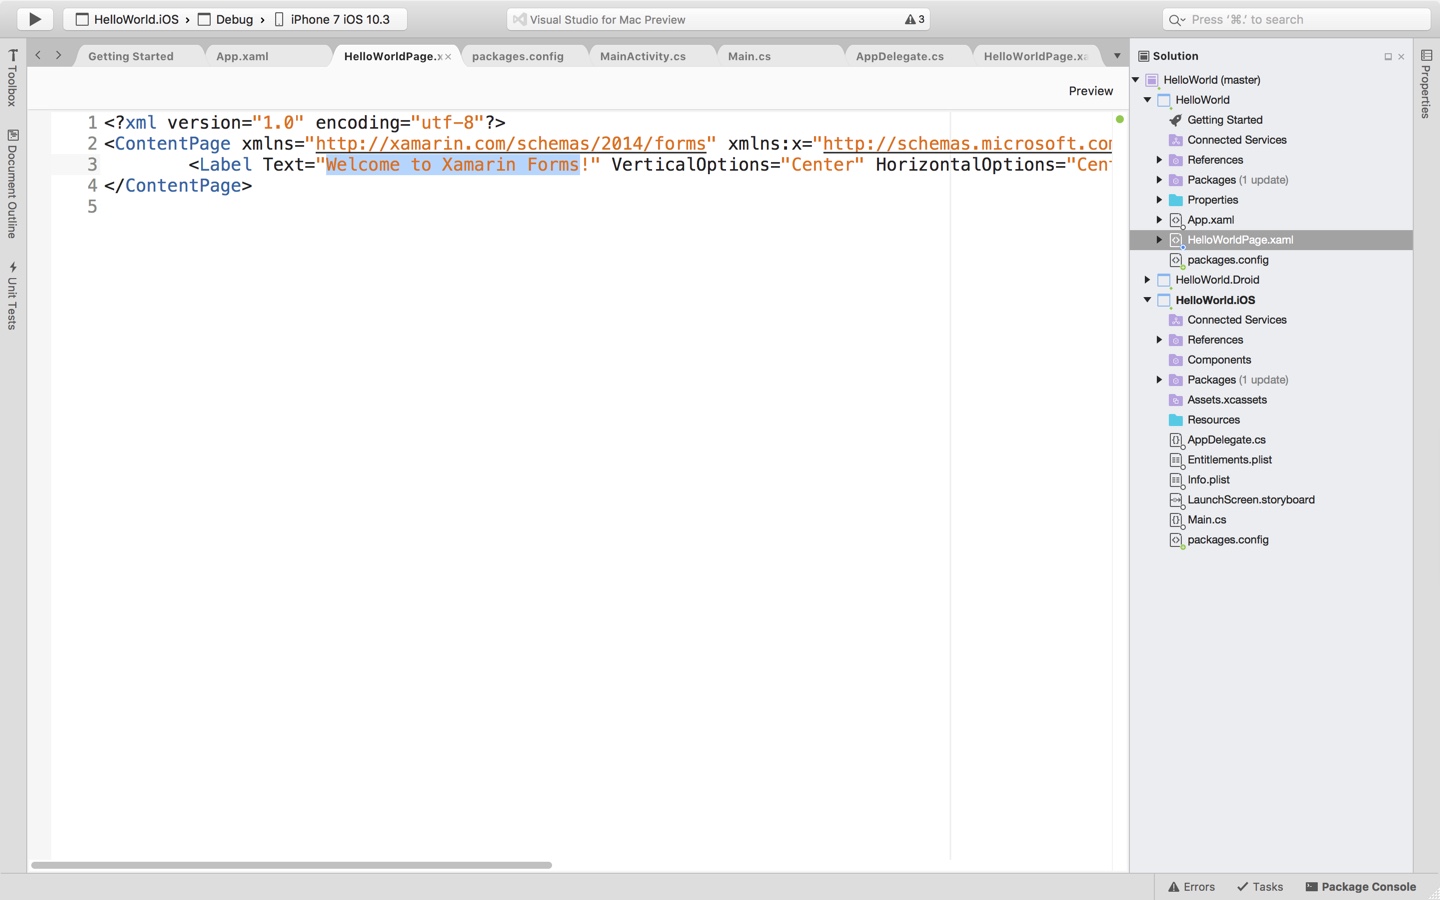 HelloWorld.iOS › Debug › iPhone 7 iOS 10.3
Visual Studio for Mac Preview
3
Press ‘⌘.’ to search
Toolbox
Document Outline
Unit Tests
Getting Started
App.xaml
HelloWorldPage.x
packages.config
MainActivity.cs
Main.cs
AppDelegate.cs
HelloWorldPage.xa
Preview
1 <?xml version="1.0" encoding="utf-8"?>
2 <ContentPage xmlns="http://xamarin.com/schemas/2014/forms" xmlns:x="http://schemas.microsoft.com
3 <Label Text="Welcome to Xamarin Forms!" VerticalOptions="Center" HorizontalOptions="Cent
4 </ContentPage>
5
Solution
HelloWorld (master)
HelloWorld
Getting Started
Connected Services
References
Packages (1 update)
Properties
App.xaml
HelloWorldPage.xaml
packages.config
HelloWorld.Droid
HelloWorld.iOS
Connected Services
References
Components
Packages (1 update)
Assets.xcassets
Resources
AppDelegate.cs
Entitlements.plist
Info.plist
LaunchScreen.storyboard
Main.cs
packages.config
Properties
Errors
Tasks
Package Console